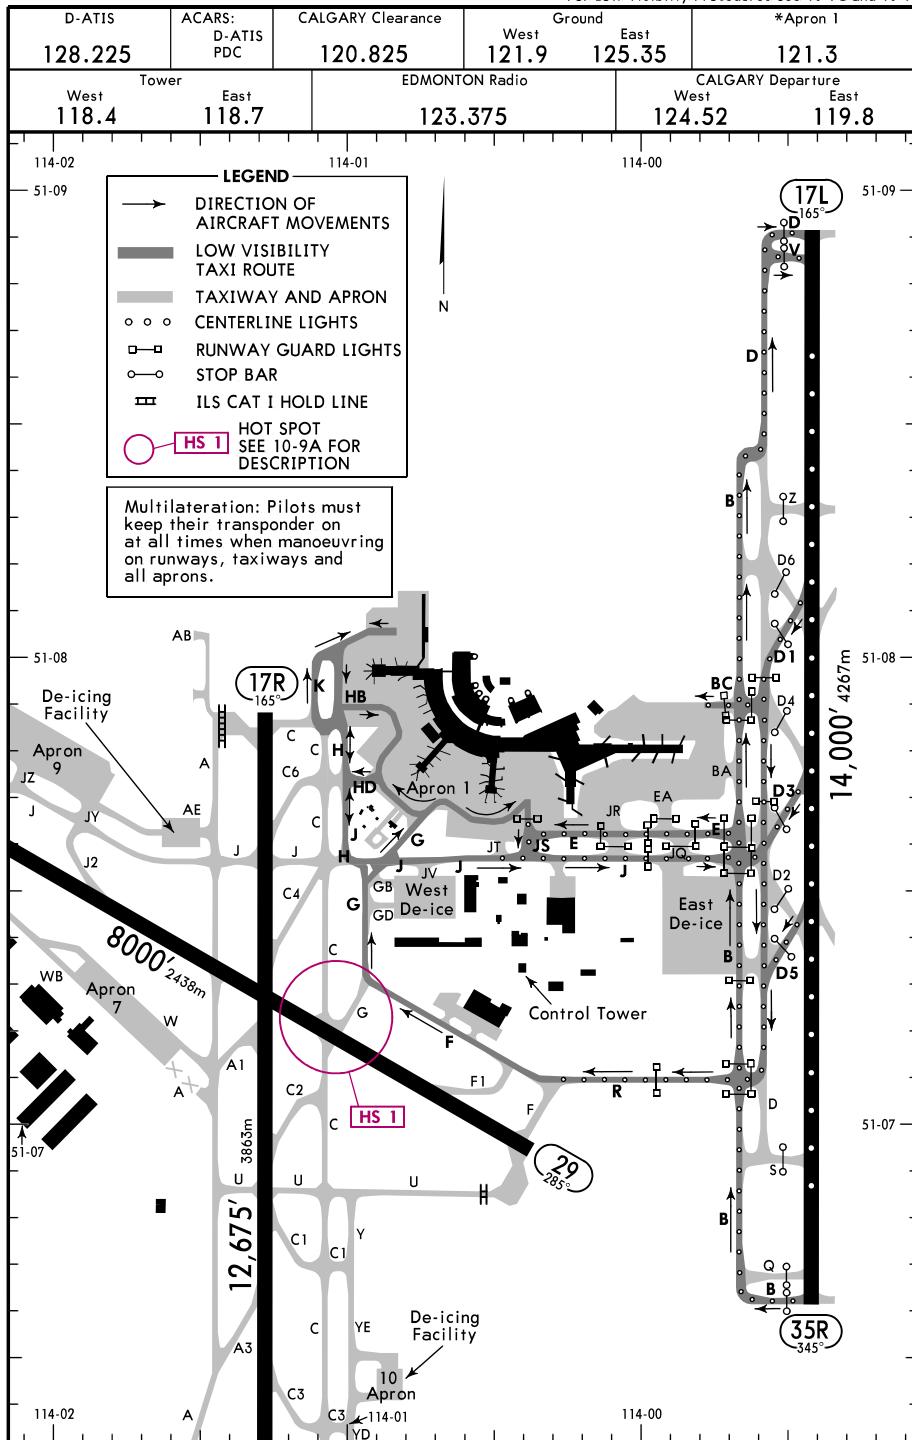 D-ATIS
128.225
ACARS:
D-ATIS
PDC
CALGARY Clearance
120.825
Ground
West
East
121.9
125.35
*Apron 1
121.3
Tower
West
East
118.4
118.7
EDMONTON Radio
123.375
CALGARY Departure
West
East
124.52
119.8
114-02
114-01
114-00
51-09
51-09
LEGEND
DIRECTION OF
AIRCRAFT MOVEMENTS
LOW VISIBILITY
TAXI ROUTE
TAXIWAY AND APRON
CENTERLINE LIGHTS
RUNWAY GUARD LIGHTS
STOP BAR
ILS CAT I HOLD LINE
HS 1
HOT SPOT
SEE 10-9A FOR
DESCRIPTION
N
17L
165°
D
V
D
Multilateration: Pilots must
keep their transponder on
at all times when manoeuvring
on runways, taxiways and
all aprons.
B
Z
D6
AB
51-08
51-08
D1
17R
165°
K
HB
BC
D4
De-icing
Facility
C
C
H
Apron
9
A
C6
HD
Apron 1
BA
14,000' 4267m
JZ
J
JY
AE
C
J
G
D3
JR
EA
E
J2
J
J
H
J
J
JT
JS
E
JQ
J
JV
D2
C4
G
GB
GD
West
De-ice
East
De-ice
8000' 2438m
C
B
D5
WB
Apron
7
W
G
F
Control Tower
A1
A
C2
F1
F
R
D
HS 1
51-07
51-07
3863m
C
29
285°
S
U
U
U
12,675'
C1
C1
Y
B
Q
B
35R
345°
C
YE
De-icing
Facility
A3
10
Apron
C3
C3
A
114-01
YD
114-02
114-00